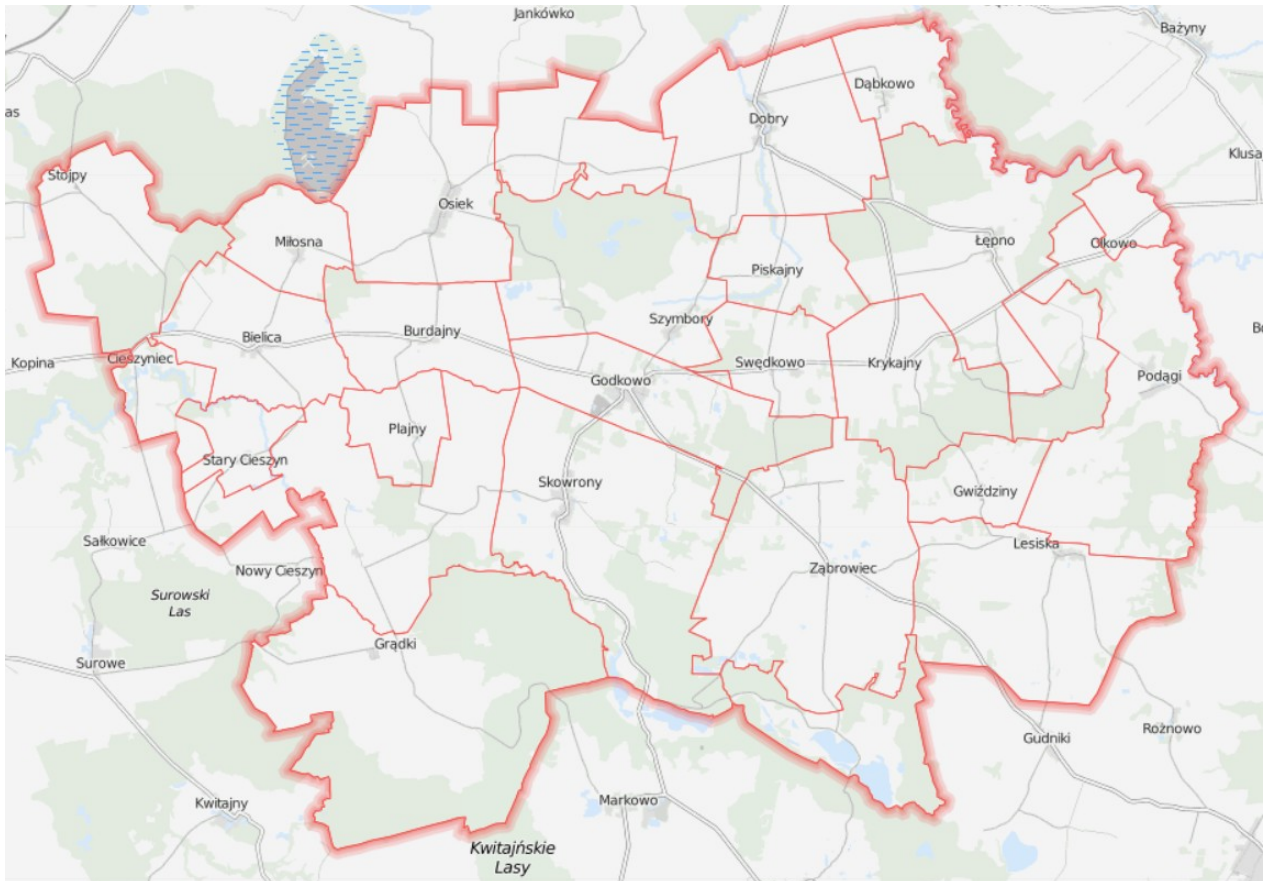 Jankówko
Bażyny
as
Dąbkowo
Dobry
Klusa
Stojpy
Osiek
Miłosna
Łępno
Olkowo
Piskajny
Szymbory
Bielica
Burdajny
Kopina
Cieszyniec
Swędkowo
Krykajny
Podągi
Godkowo
Plajny
Stary Cieszyn
Skowrony
Gwiździny
Sałkowice
Lesiska
Nowy Cieszyn
Ząbrowiec
Surowski
Las
Grądki
Surowe
Rożnowo
Gudniki
Kwitajny
Markowo
Kwitajńskie
Lasy